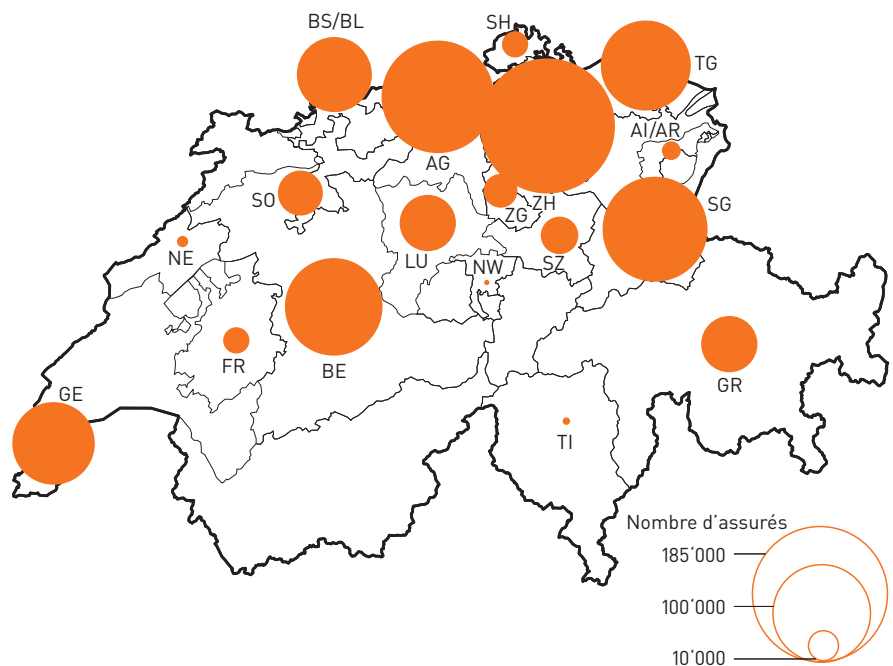 BS/BL
SH
TG
AI/AR
AG
SO
ZG
ZH
SG
NE
LU
NW
SZ
FR
BE
GR
GE
TI
Nombre d'assurés
185'000
100'000
10'000